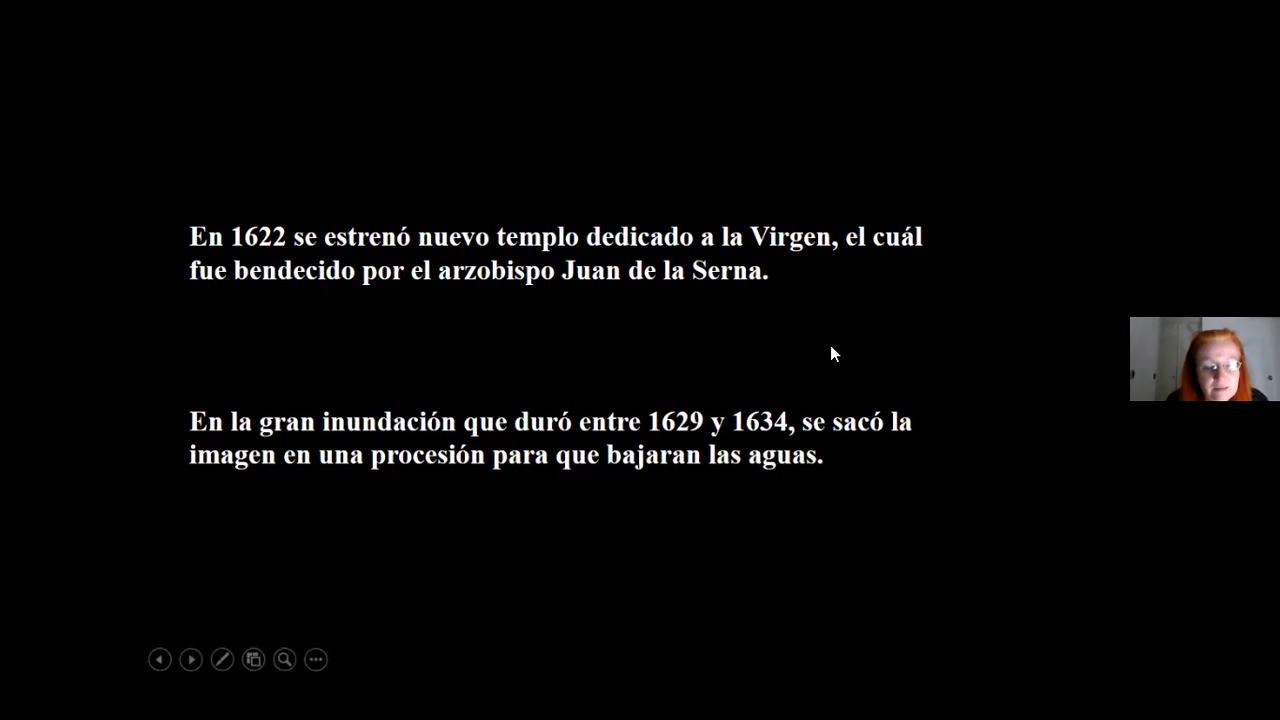 En 1622 se estrenó nuevo templo dedicado a la Virgen, el cuál
fue bendecido por el arzobispo Juan de la Serna.
En la gran inundación que duró entre 1629 y 1634, se sacó la
imagen en una procesión para que bajaran las aguas.